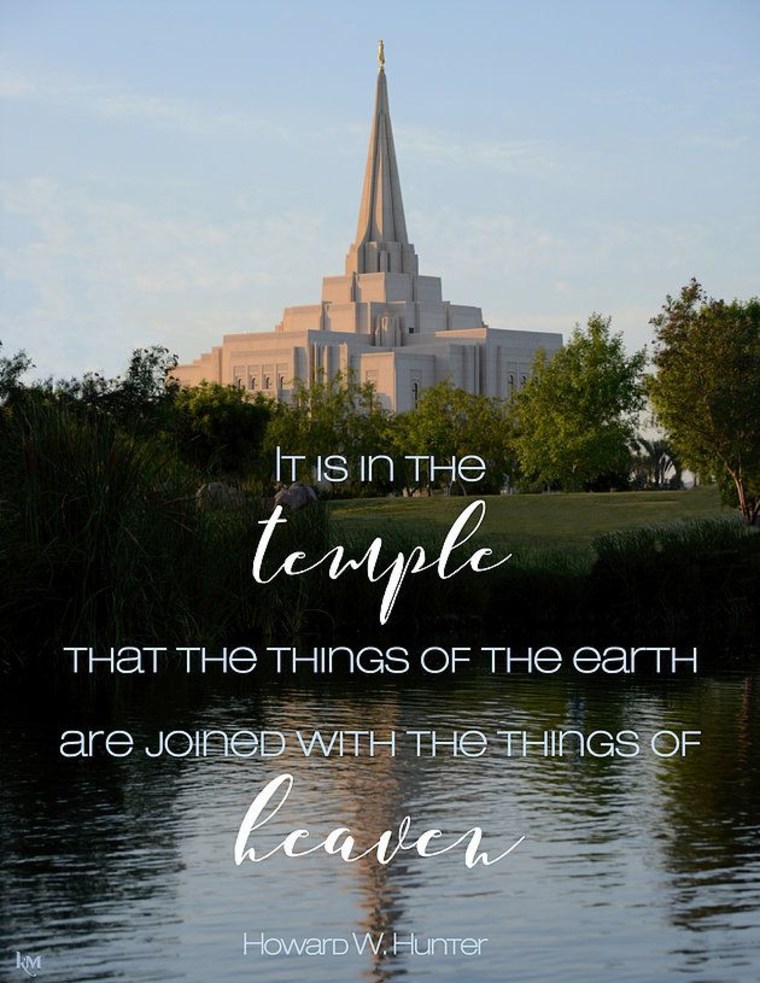 It is in the
temple
that the things of the earth
are joined with the things of
heaven
Howard W. Hunter
KM